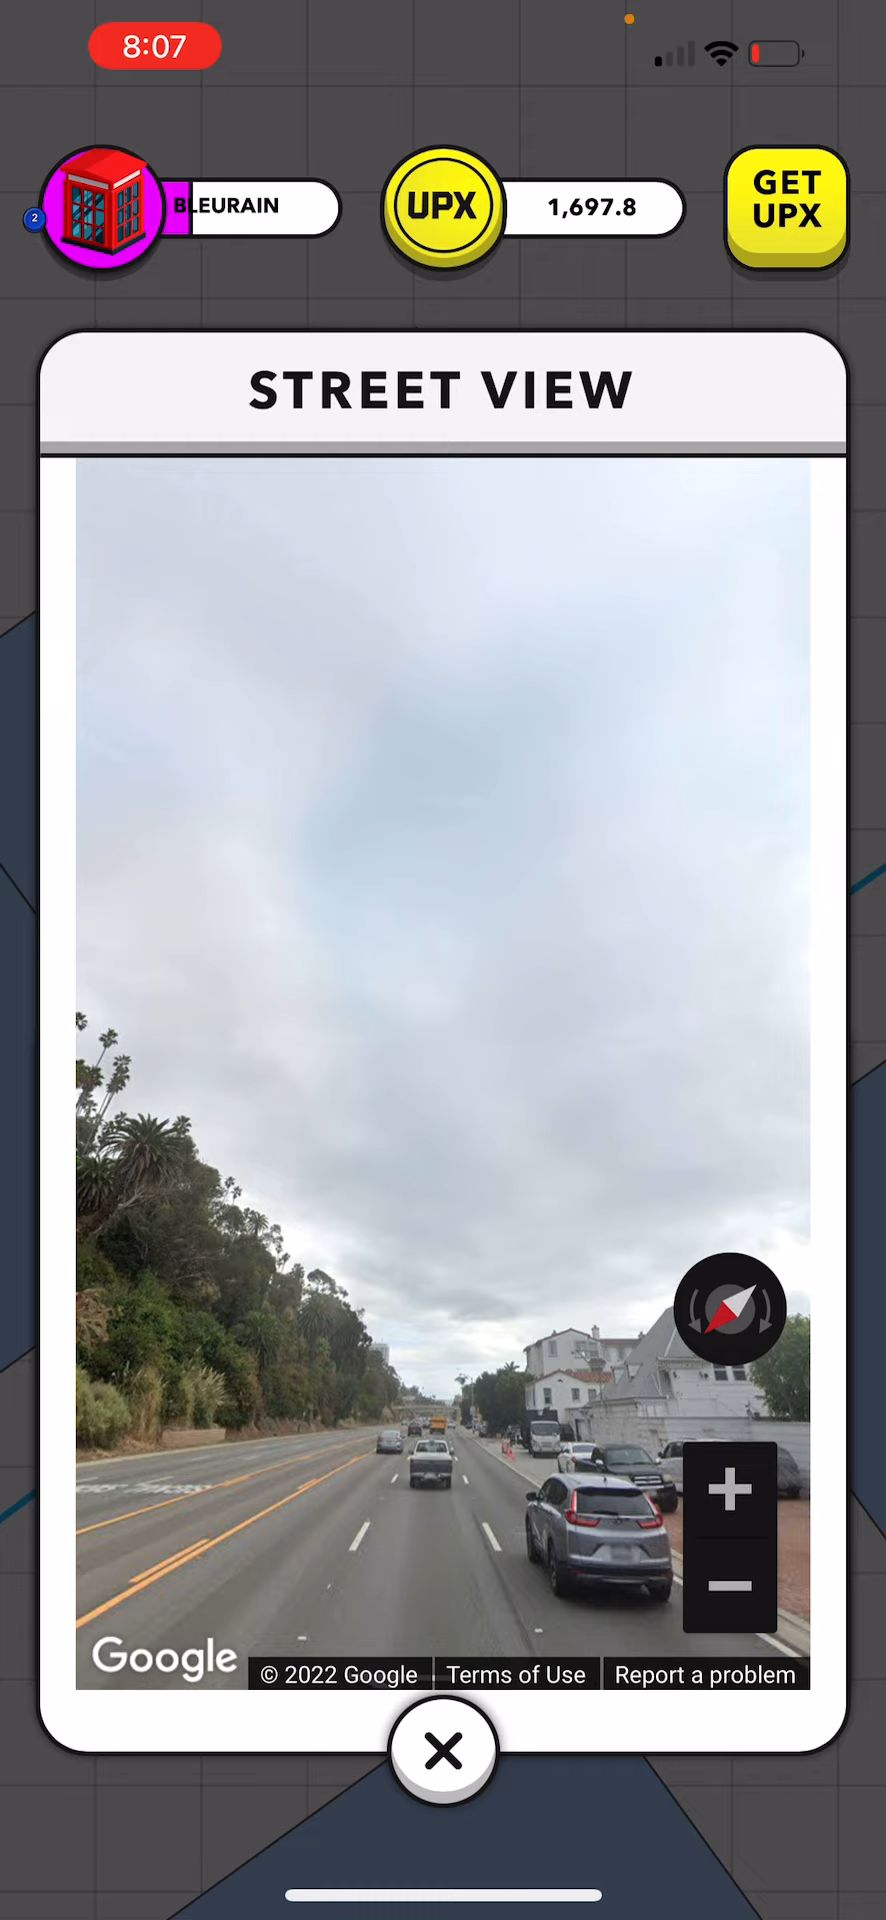 8:07
2
BLEURAIN
UPX
1,697.8
GET
UPX
STREET VIEW
Google
© 2022 Google
Terms of Use
Report a problem